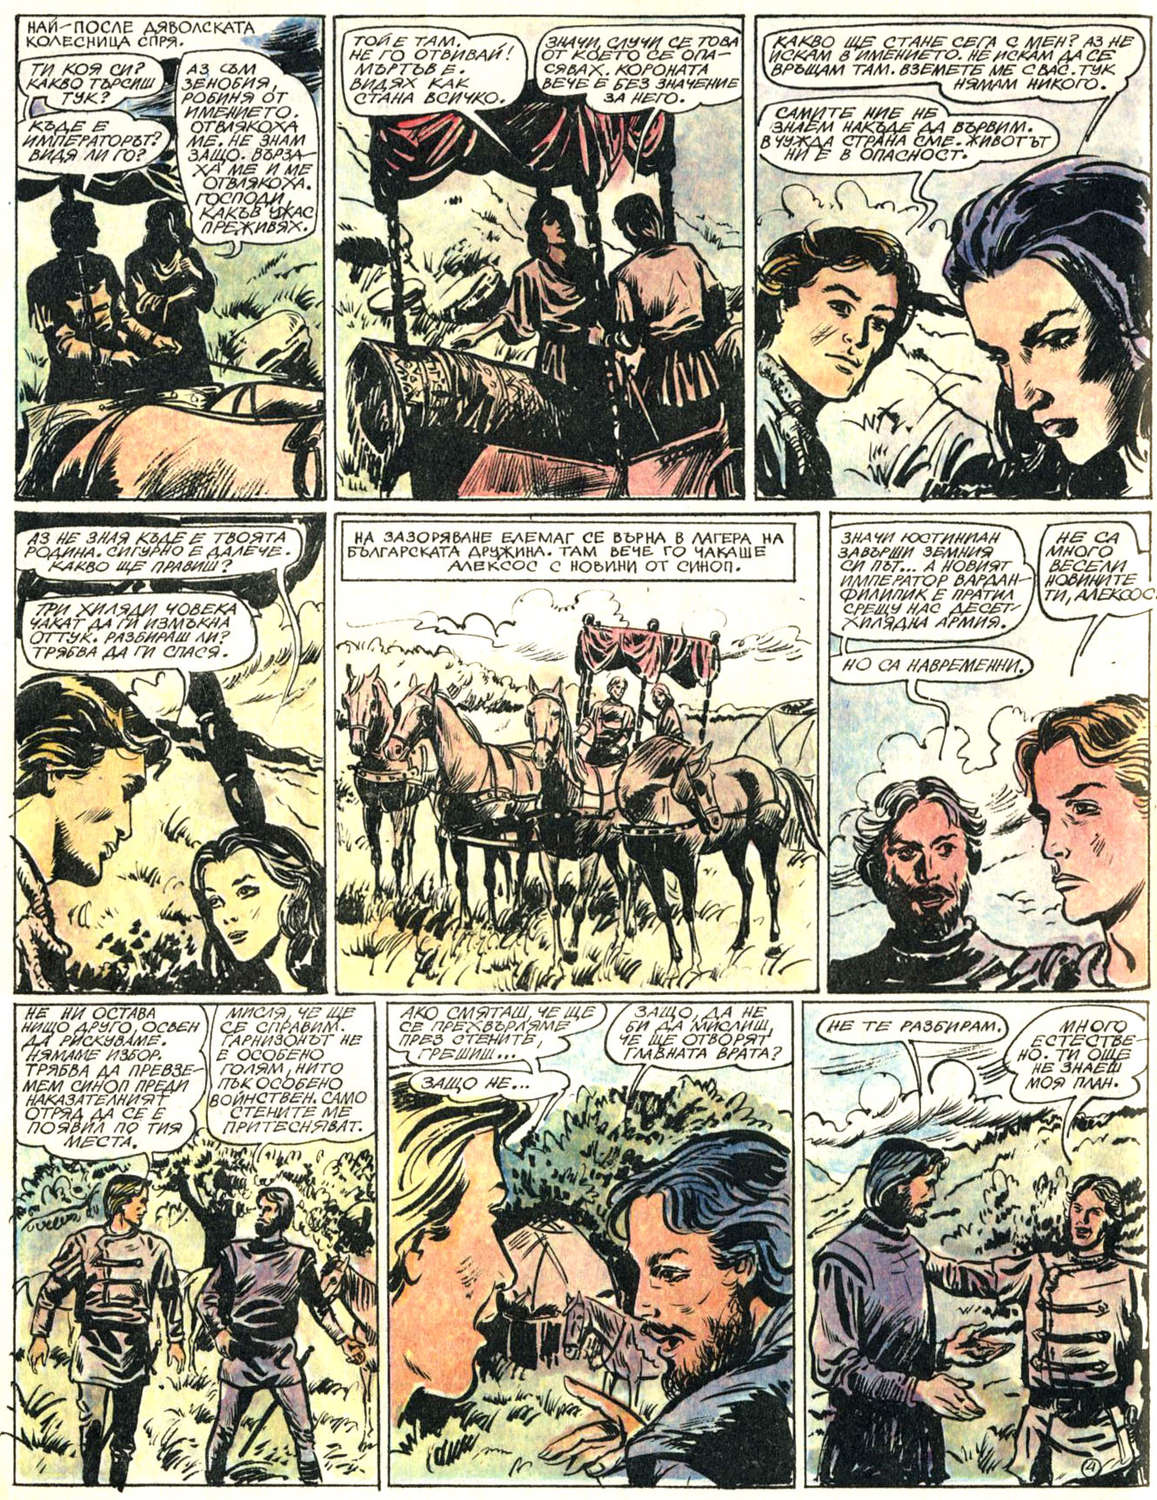 НАЙ-ПОСЛЕ ДЯВОЛСКАТА
КОЛЕСНИЦА СПРЯ.
ТИ КОЯ СИ?
КАКВО ТЪРСИШ
ТУК?
АЗ СЪМ
ЗЕНОБИЯ,
РОБИНЯ ОТ
ИМЕНИЕТО.
ОТВЛЯКОХА
МЕ. НЕ ЗНАМ
ЗАЩО. ВЪРЗА-
ХА МЕ И МЕ
ОТВЛЯКОХА.
ГОСПОДИ,
КАКЪВ УЖАС
ПРЕЖИВЯХ.
КЪДЕ Е
ИМПЕРАТОРЪТ?
ВИДЯ ЛИ ГО?
ТОЙ Е ТАМ.
НЕ ГО ОТВИВАЙ!
МЪРТЪВ Е.
ВИДЯХ КАК
СТАНА ВСИЧКО.
ЗНАЧИ, СЛУЧИ СЕ ТОВА
ОТ КОЕТО СЕ ОПА-
СЯВАХ. КОРОНАТА
ВЕЧЕ Е БЕЗ ЗНАЧЕНИЕ
ЗА НЕГО.
КАКВО ЩЕ СТАНЕ СЕГА С МЕН? АЗ НЕ
ИСКАМ В ИМЕНИЕТО. НЕ ИСКАМ ДА СЕ
ВРЪЩАМ ТАМ. ВЗЕМЕТЕ МЕ С ВАС. ТУК
НЯМАМ НИКОГО.
САМИТЕ НИЕ НЕ
ЗНАЕМ НАКЪДЕ ДА ВЪРВИМ.
В ЧУЖДА СТРАНА СМЕ. ЖИВОТЪТ
НИ Е В ОПАСНОСТ.
АЗ НЕ ЗНАЯ КЪДЕ Е ТВОЯТА
РОДИНА. СИГУРНО Е ДАЛЕЧЕ.
КАКВО ЩЕ ПРАВИШ?
ТРИ ХИЛЯДИ ЧОВЕКА
ЧАКАТ ДА ГИ ИЗМЪКНА
ОТТУК. РАЗБИРАШ ЛИ?
ТРЯБВА ДА ГИ СПАСЯ.
НА ЗАЗОРЯВАНЕ ЕЛЕМАГ СЕ ВЪРНА В ЛАГЕРА НА
БЪЛГАРСКАТА ДРУЖИНА. ТАМ ВЕЧЕ ГО ЧАКАШЕ
АЛЕКСОС С НОВИНИ ОТ СИНОП.
ЗНАЧИ ЮСТИНИАН
ЗАВЪРШИ ЗЕМНИЯ
СИ ПЪТ... А НОВИЯТ
ИМПЕРАТОР ВАРДАН-
ФИЛИПИК Е ПРАТИЛ
СРЕЩУ НАС ДЕСЕТ-
ХИЛЯДНА АРМИЯ.
НЕ СА
МНОГО
ВЕСЕЛИ
НОВИНИТЕ
ТИ, АЛЕКСОС.
НО СА НАВРЕМЕННИ.
НЕ НИ ОСТАВА
НИЩО ДРУГО, ОСВЕН
ДА РИСКУВАМЕ.
НЯМАМЕ ИЗБОР.
ТРЯБВА ДА ПРЕВЗЕ-
МЕМ СИНОП ПРЕДИ
НАКАЗАТЕЛНИЯТ
ОТРЯД ДА СЕ Е
ПОЯВИЛ ПО ТИЯ
МЕСТА.
МИСЛЯ, ЧЕ ЩЕ
СЕ СПРАВИМ.
ГАРНИЗОНЪТ НЕ
Е ОСОБЕНО
ГОЛЯМ, НИТО
ПЪК ОСОБЕНО
ВОЙНСТВЕН. САМО
СТЕНИТЕ МЕ
ПРИТЕСНЯВАТ.
АКО СМЯТАШ, ЧЕ ЩЕ
СЕ ПРЕХВЪРЛЯМЕ
ПРЕЗ СТЕНИТЕ,
ГРЕШИШ...
ЗАЩО, ДА НЕ
БИ ДА МИСЛИШ,
ЧЕ ЩЕ ОТВОРЯТ
ГЛАВНАТА ВРАТА?
ЗАЩО НЕ...
НЕ ТЕ РАЗБИРАМ.
МНОГО
ЕСТЕСТВЕ-
НО. ТИ ОЩЕ
НЕ ЗНАЕШ
МОЯ ПЛАН.
4